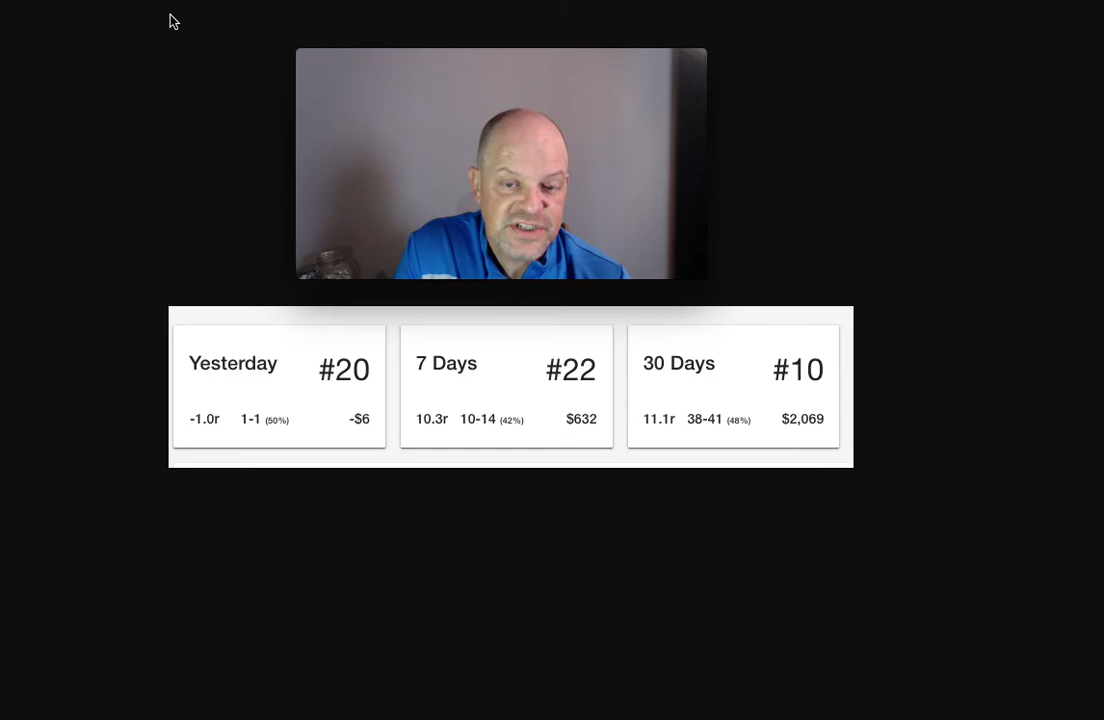 Yesterday #20
-1.0r 1-1 (50%) -$6
7 Days #22
10.3r 10-14 (42%) $632
30 Days #10
11.1r 38-41 (48%) $2,069